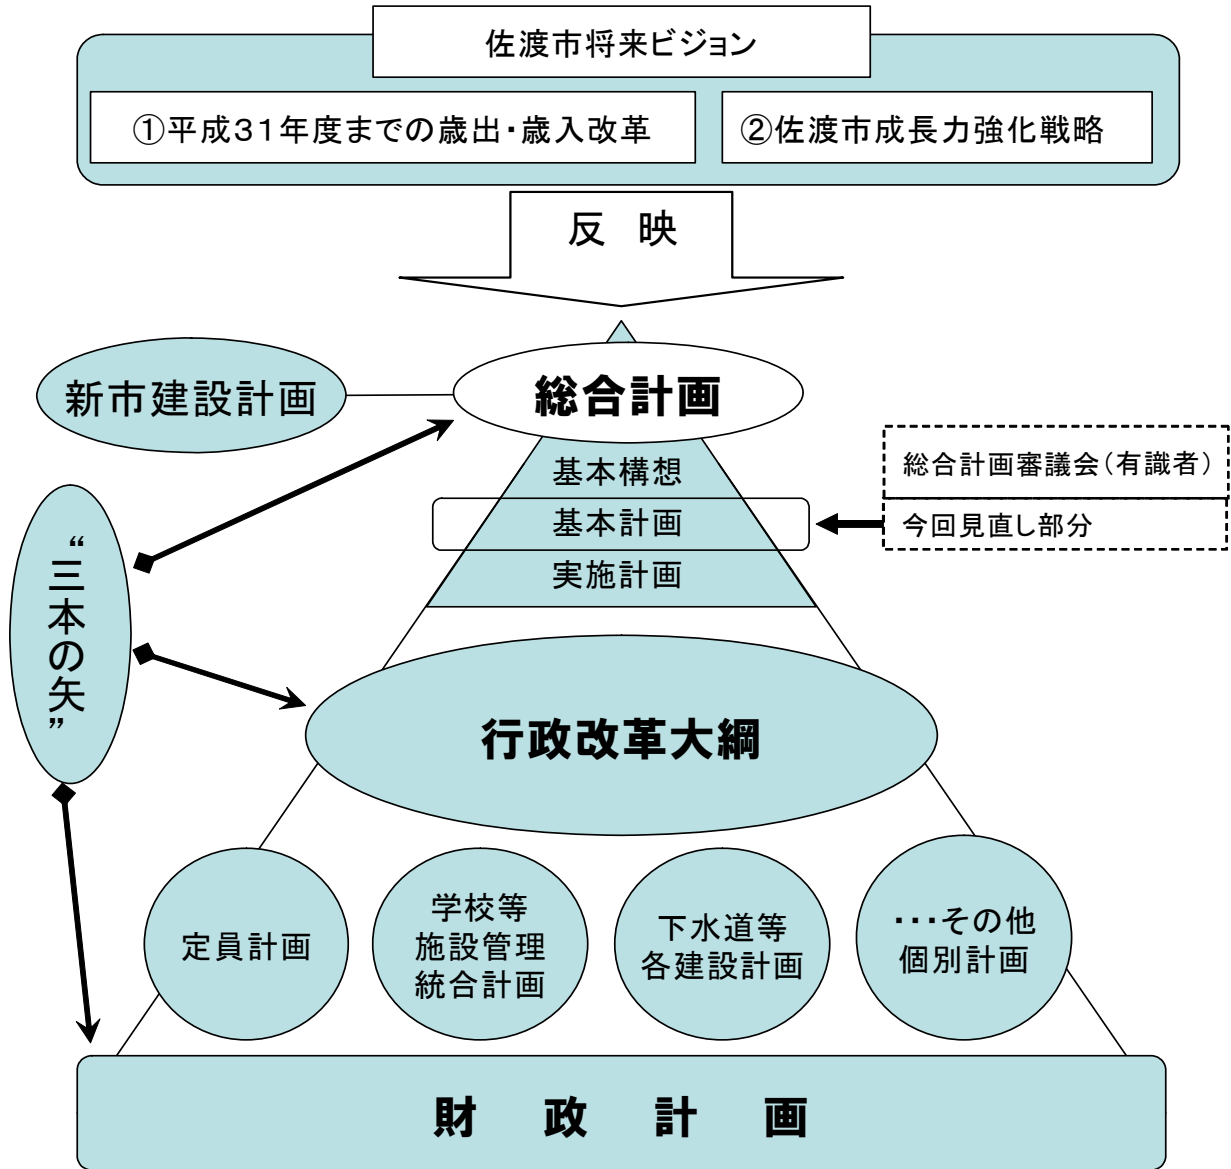 佐渡市将来ビジョン
①平成31年度までの歳出・歳入改革
②佐渡市成長力強化戦略
反 映
新市建設計画
総合計画
基本構想
基本計画
実施計画
総合計画審議会(有識者)
今回見直し部分
“三本の矢”
行政改革大綱
定員計画
学校等
施設管理
統合計画
下水道等
各建設計画
・・・その他
個別計画
財 政 計 画